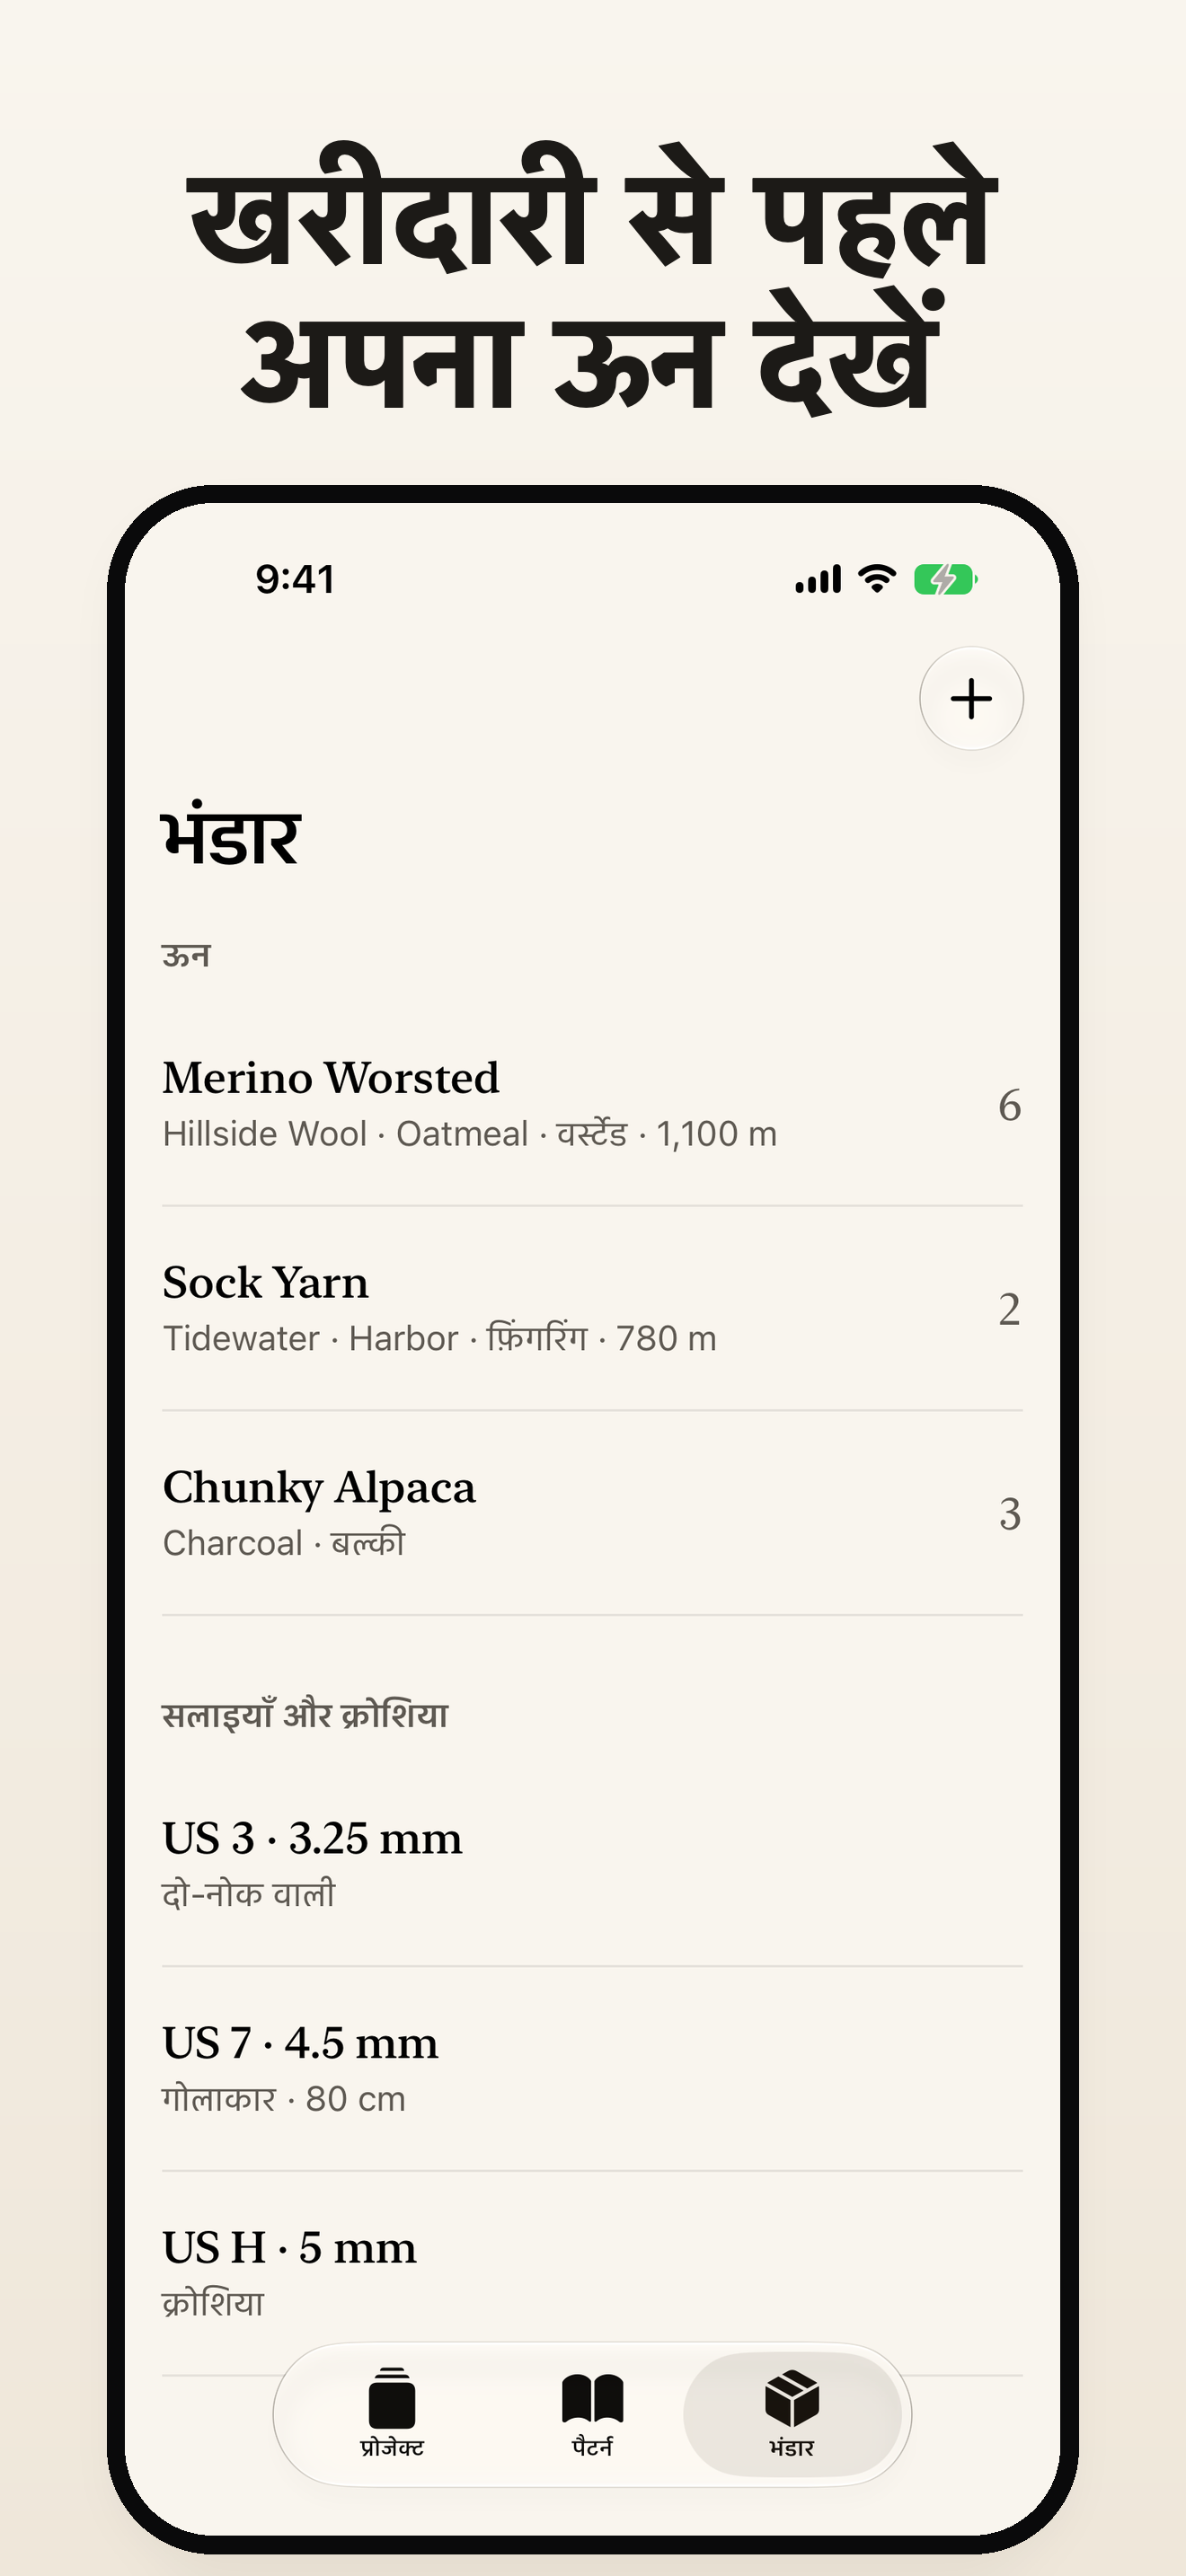 खरीदारी से पहले
अपना ऊन देखें
9:41
भंडार
ऊन
Merino Worsted
Hillside Wool · Oatmeal · वर्स्टेड · 1,100 m
6
Sock Yarn
Tidewater · Harbor · फ़िंगरिंग · 780 m
2
Chunky Alpaca
Charcoal · बल्की
3
सलाइयाँ और क्रोशिया
US 3 · 3.25 mm
दो-नोक वाली
US 7 · 4.5 mm
गोलाकार · 80 cm
US H · 5 mm
क्रोशिया
प्रोजेक्ट
पैटर्न
भंडार